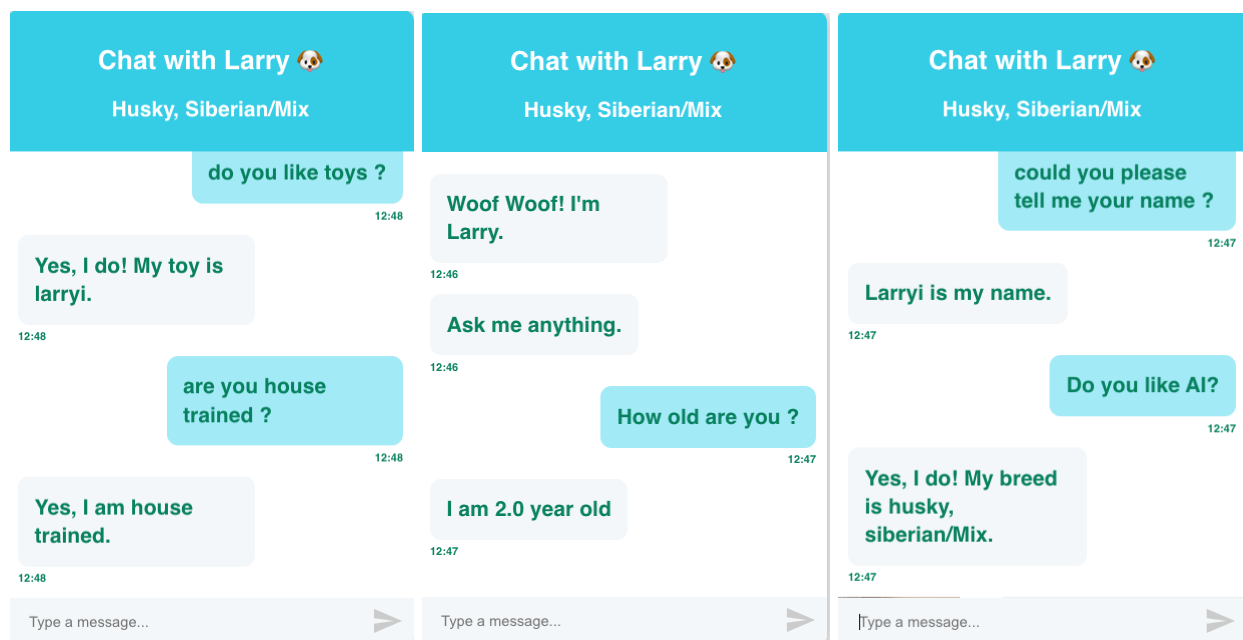 Chat with Larry 🐶
Husky, Siberian/Mix
do you like toys ?
12:48
Yes, I do! My toy is
larryi.
12:48
are you house
trained ?
12:48
Yes, I am house
trained.
12:48
Type a message...
Chat with Larry 🐶
Husky, Siberian/Mix
Woof Woof! I'm
Larry.
12:46
Ask me anything.
12:46
How old are you ?
12:47
I am 2.0 year old
12:47
Type a message...
Chat with Larry 🐶
Husky, Siberian/Mix
could you please
tell me your name ?
12:47
Larryi is my name.
12:47
Do you like AI?
12:47
Yes, I do! My breed
is husky,
siberian/Mix.
12:47
Type a message...